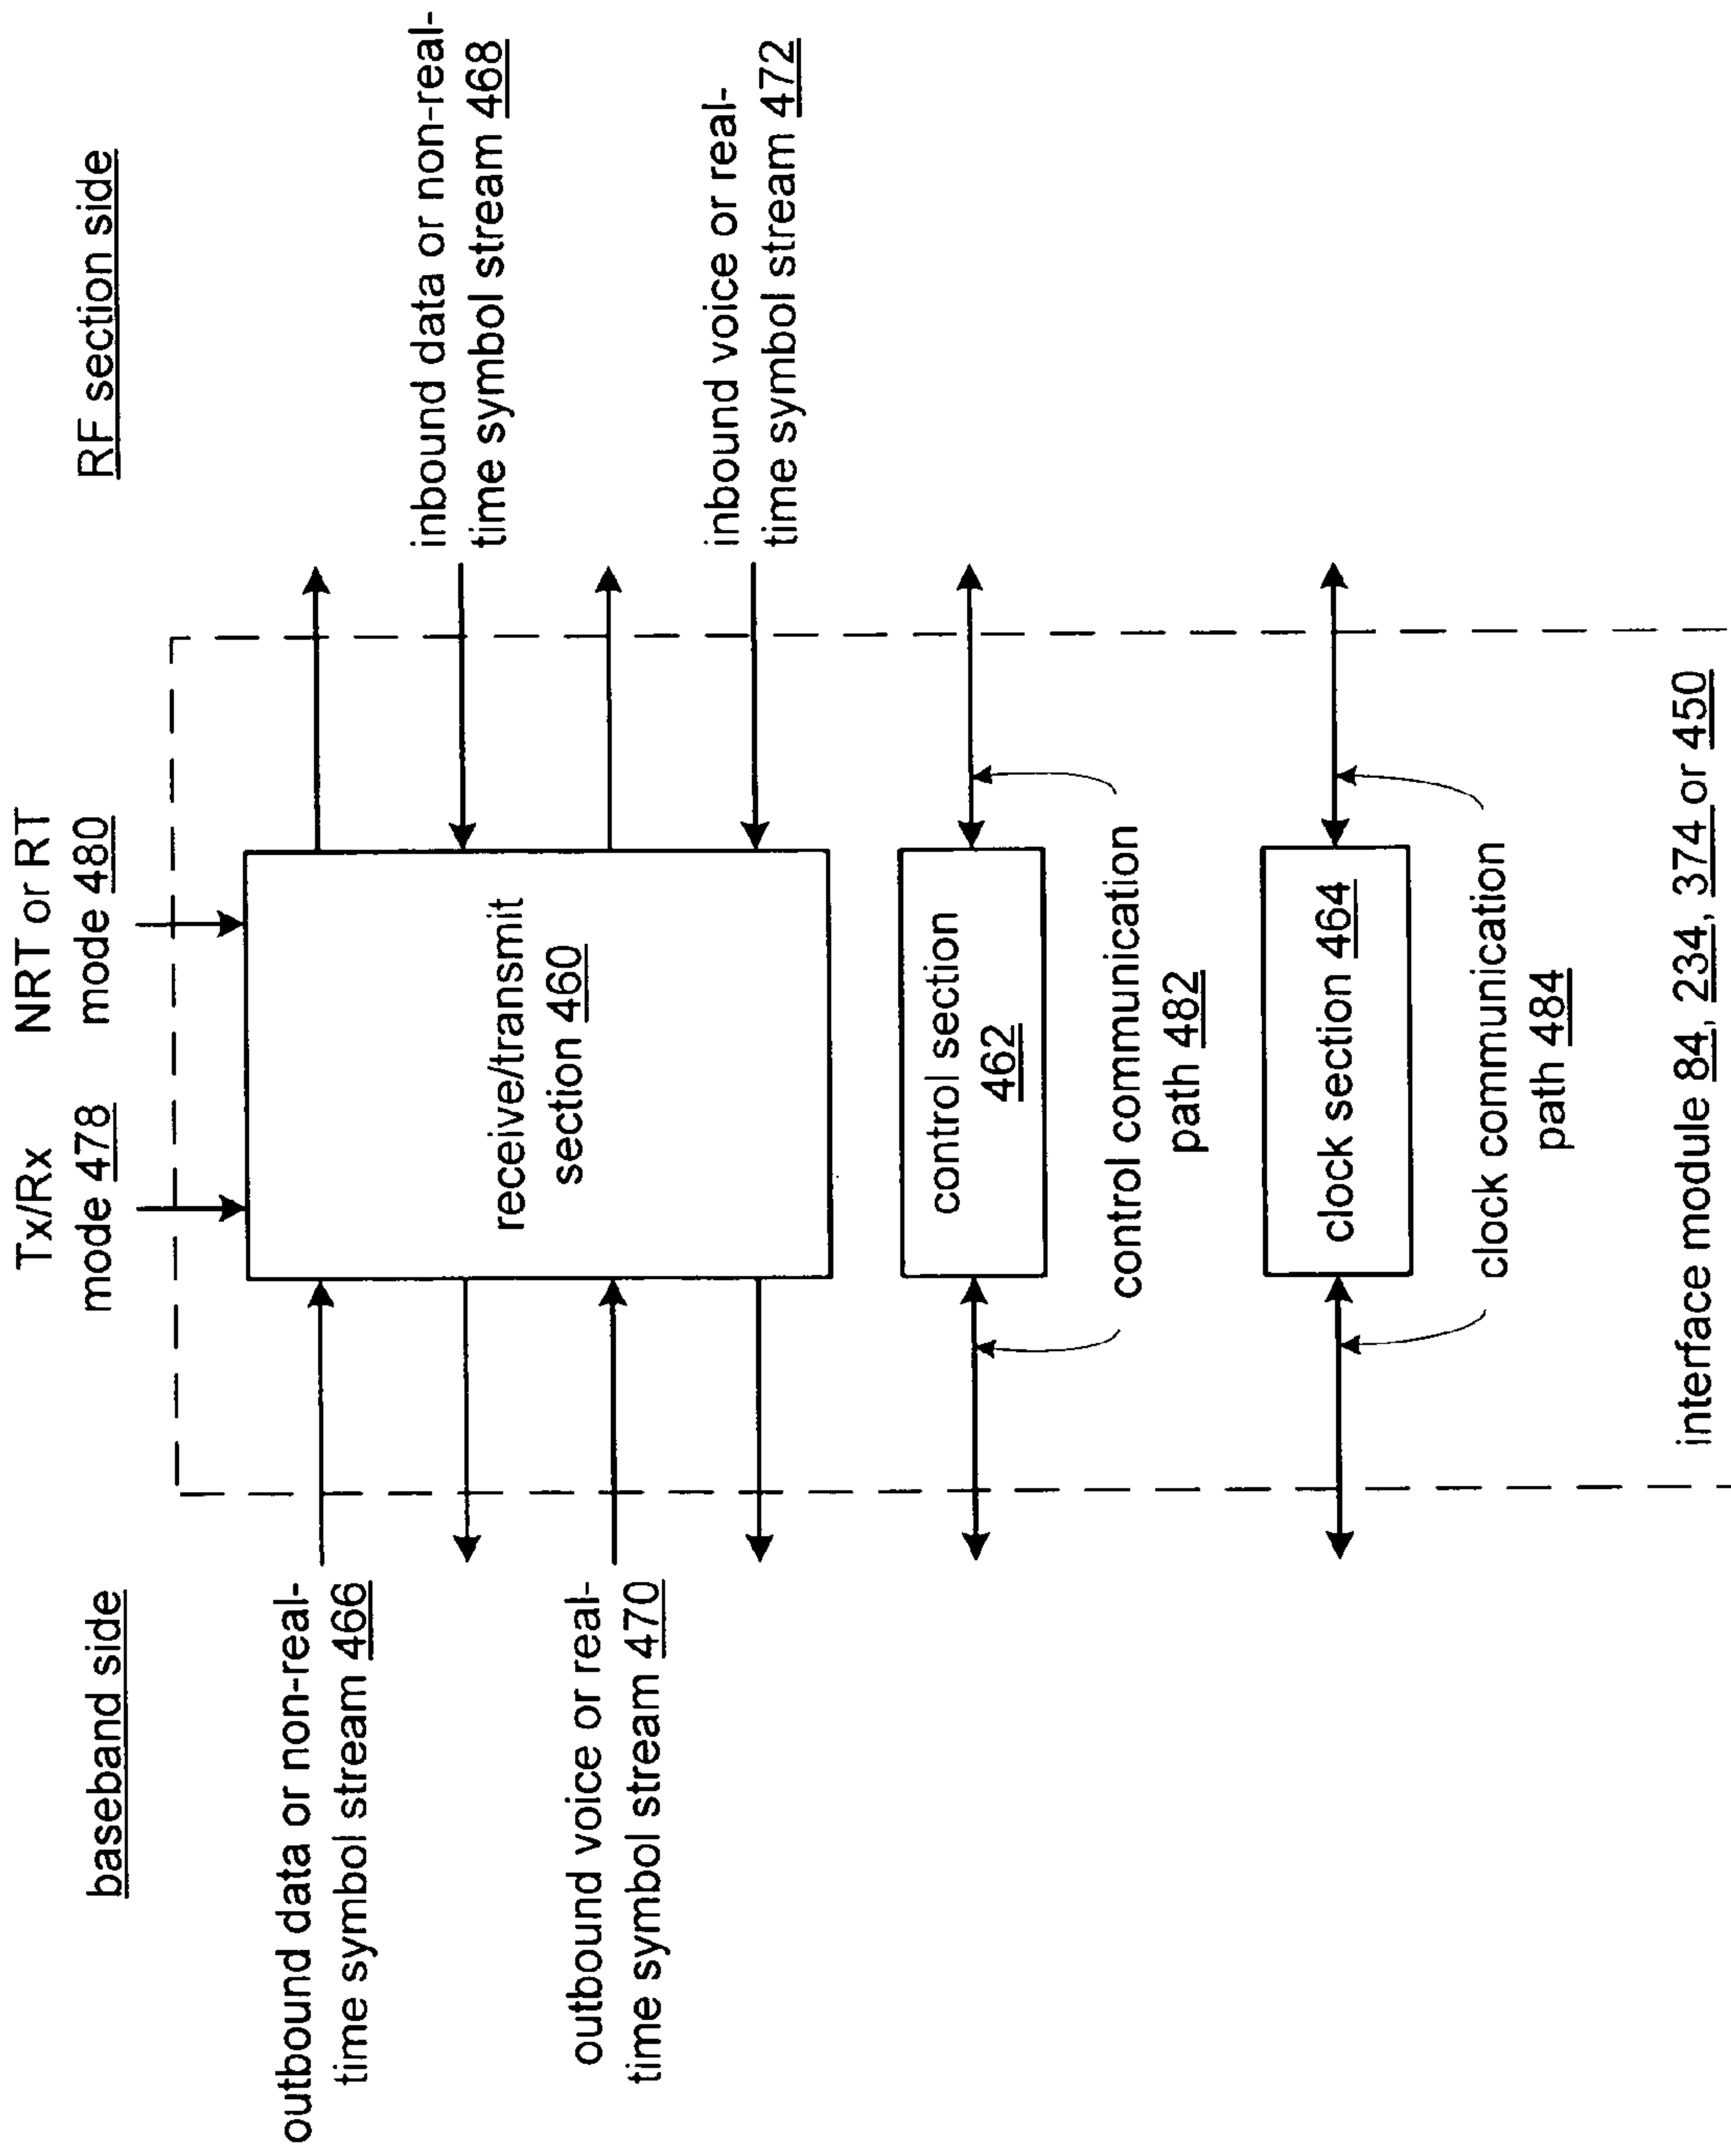 baseband side
Tx/Rx
mode 478
NRT or RT
mode 480
RF section side
outbound data or non-real-
time symbol stream 466
outbound voice or real-
time symbol stream 470
receive/transmit
section 460
inbound data or non-real-
time symbol stream 468
inbound voice or real-
time symbol stream 472
control section
462
control communication
path 482
clock section 464
clock communication
path 484
interface module 84, 234, 374 or 450